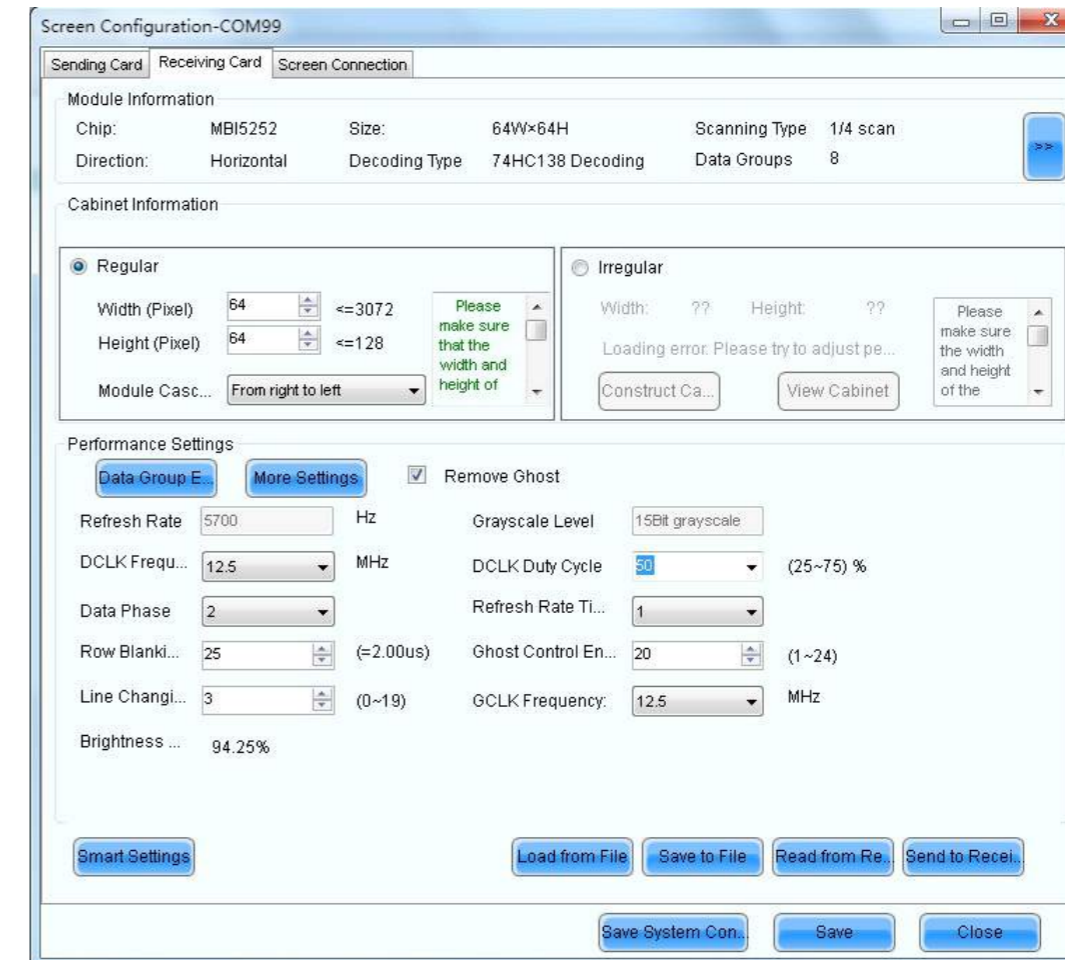 Screen Configuration-COM99
Sending Card Receiving Card Screen Connection
Module Information
Chip: MBI5252 Size: 64W×64H Scanning Type 1/4 scan
Direction: Horizontal Decoding Type 74HC138 Decoding Data Groups 8
>>
Cabinet Information
Regular
Width (Pixel) 64 <=3072
Height (Pixel) 64 <=128
Module Casc... From right to left
Please
make sure
that the
width and
height of
Irregular
Width: ?? Height: ??
Loading error. Please try to adjust pe...
Construct Ca... View Cabinet
Please
make sure
the width
and height
of the
Performance Settings
Data Group E... More Settings Remove Ghost
Refresh Rate 5700 Hz Grayscale Level 15Bit grayscale
DCLK Frequ... 12.5 MHz DCLK Duty Cycle 50 (25~75) %
Data Phase 2 Refresh Rate Ti... 1
Row Blanki... 25 (=2.00us) Ghost Control En... 20 (1~24)
Line Changi... 3 (0~19) GCLK Frequency: 12.5 MHz
Brightness ... 94.25%
Smart Settings Load from File Save to File Read from Re... Send to Recei...
Save System Con... Save Close